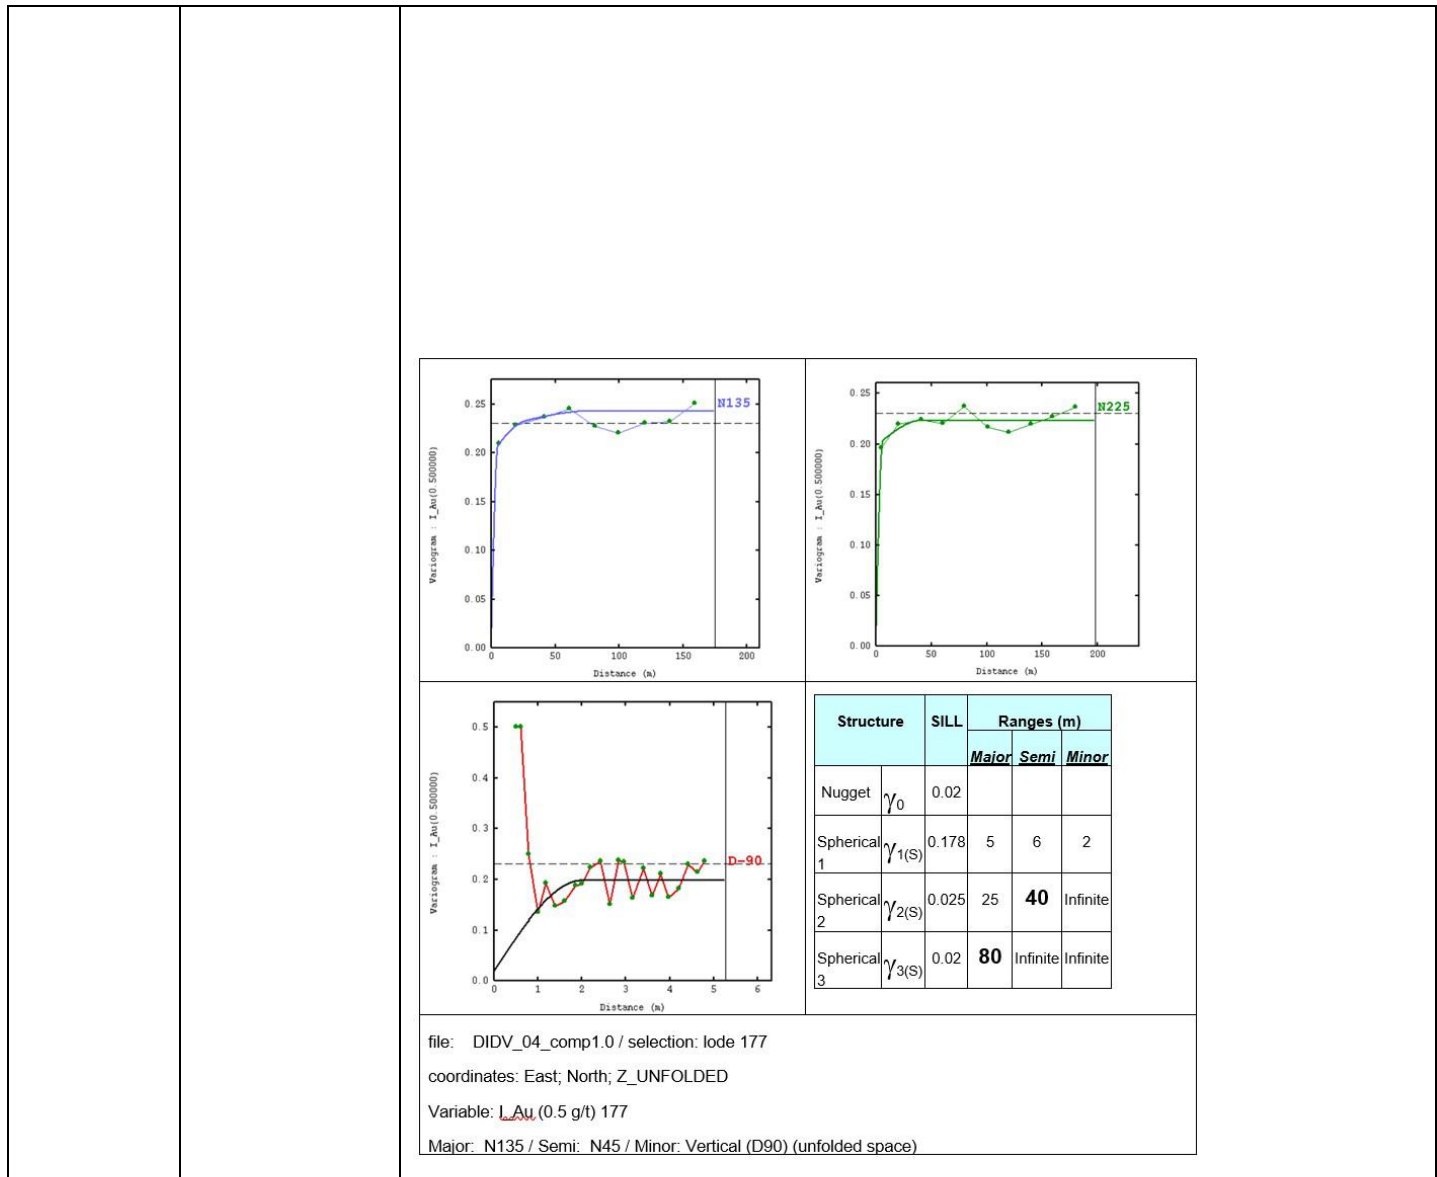 0.25
0.20
0.15
0.10
0.05
0.00
0
50
100
150
200
N135
Variogram : I_Au(0.500000)
Distance (m)
0.25
0.20
0.15
0.10
0.05
0.00
0
50
100
150
200
N225
Variogram : I_Au(0.500000)
Distance (m)
0.5
0.4
0.3
0.2
0.1
0.0
0
1
2
3
4
5
6
D-90
Variogram : I_Au(0.500000)
Distance (m)
Structure SILL Ranges (m)
Major Semi Minor
Nugget γ0 0.02
Spherical 1 γ1(S) 0.178 5 6 2
Spherical 2 γ2(S) 0.025 25 40 Infinite
Spherical 3 γ3(S) 0.02 80 Infinite Infinite
file: DIDV_04_comp1.0 / selection: lode 177
coordinates: East; North; Z_UNFOLDED
Variable: I_Au (0.5 g/t) 177
Major: N135 / Semi: N45 / Minor: Vertical (D90) (unfolded space)